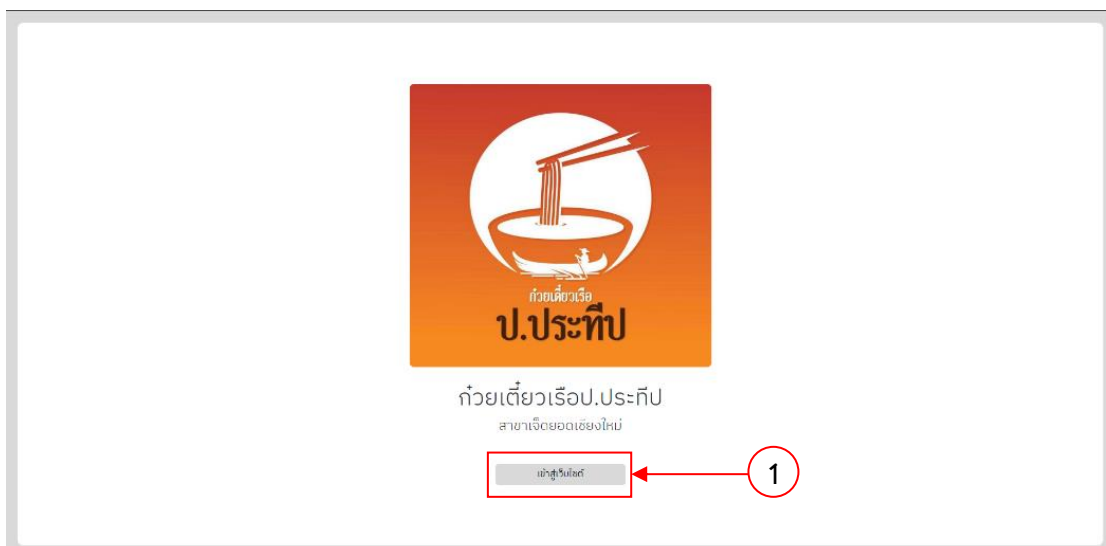 ก๋วยเตี๋ยวเรือ
ป.ประทีป
ก๋วยเตี๋ยวเรือป.ประทีป
สาขาเจ็ดยอดเชียงใหม่
เข้าสู่เว็บไซต์
1